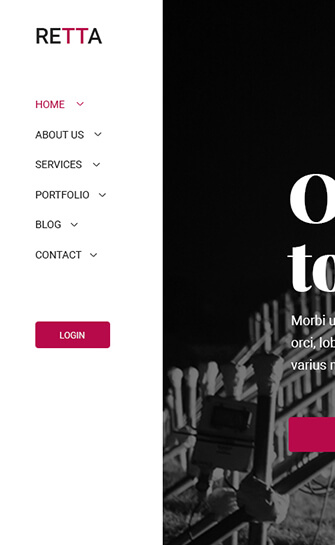 RETTA
HOME
ABOUT US
SERVICES
PORTFOLIO
BLOG
CONTACT
LOGIN
O
to
Morbi u
orci, lob
varius n